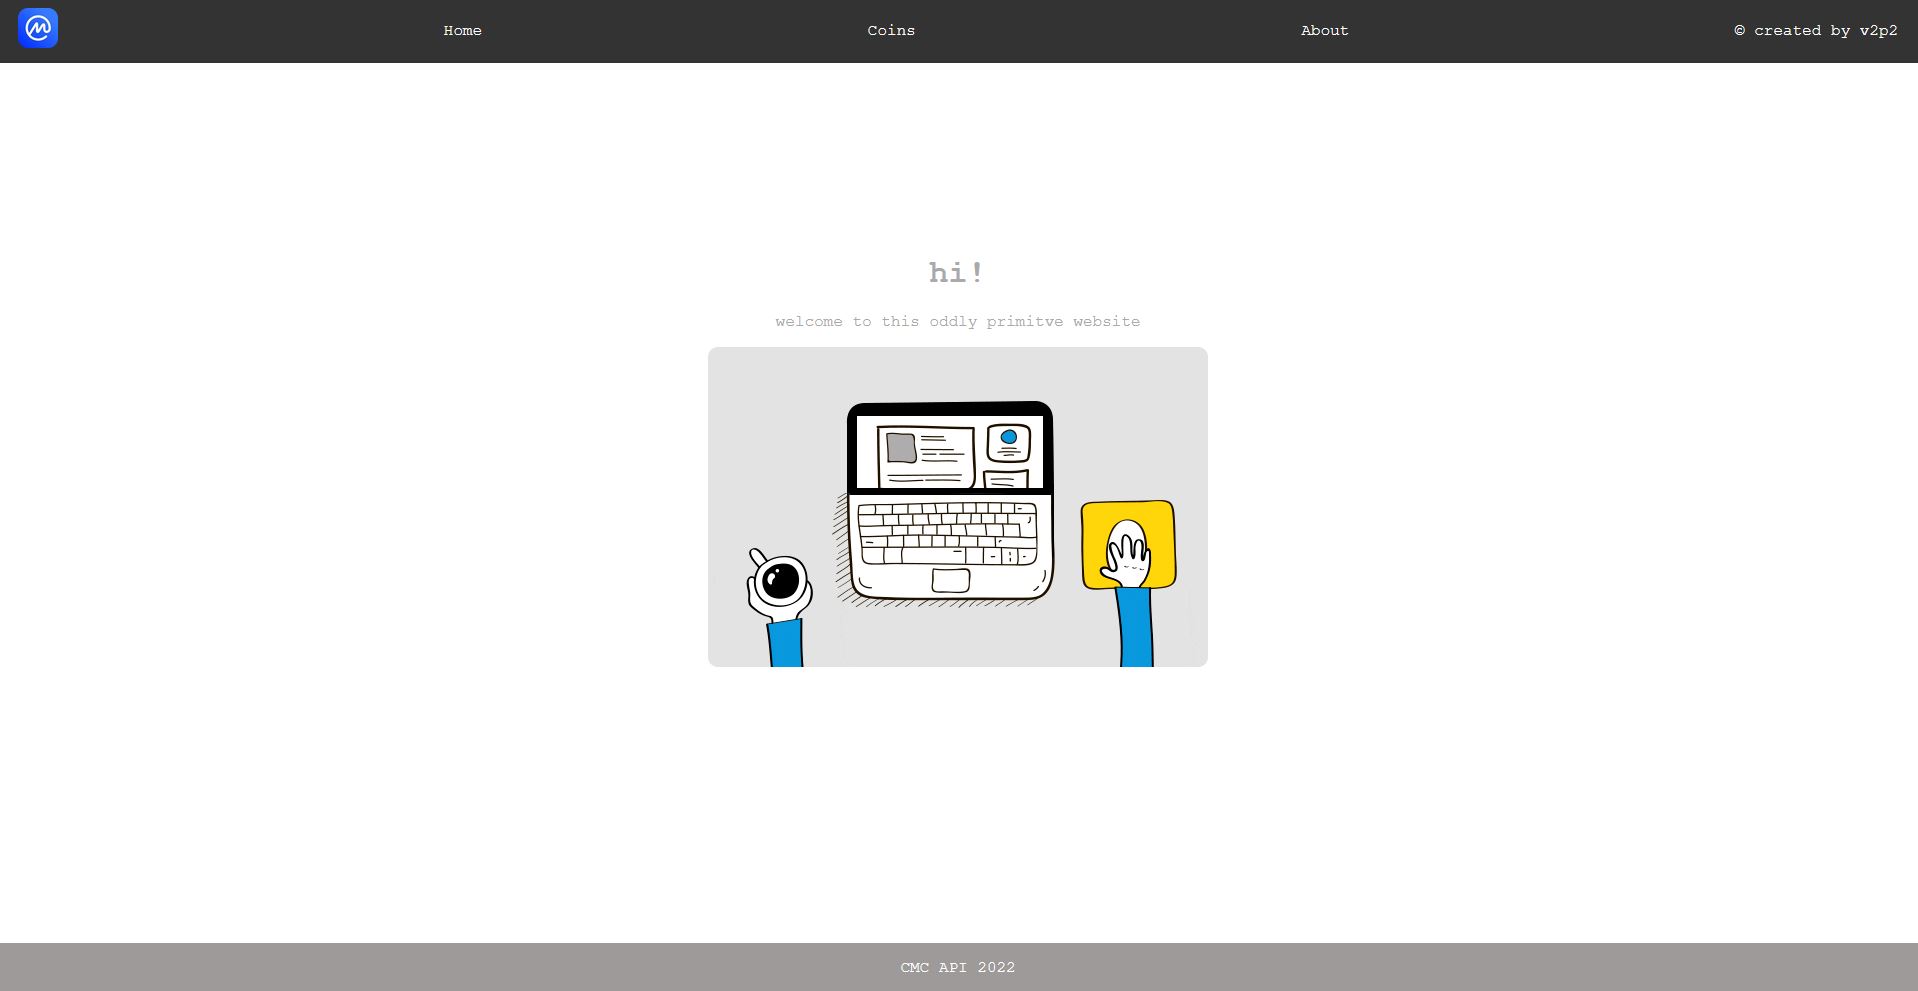 Home
Coins
About
© created by v2p2
hi!
welcome to this oddly primitve website
CMC API 2022